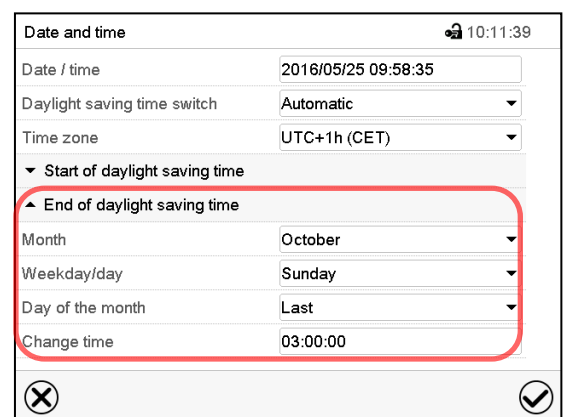 Date and time 10:11:39
Date / time 2016/05/25 09:58:35
Daylight saving time switch Automatic
Time zone UTC+1h (CET)
Start of daylight saving time
End of daylight saving time
Month October
Weekday/day Sunday
Day of the month Last
Change time 03:00:00